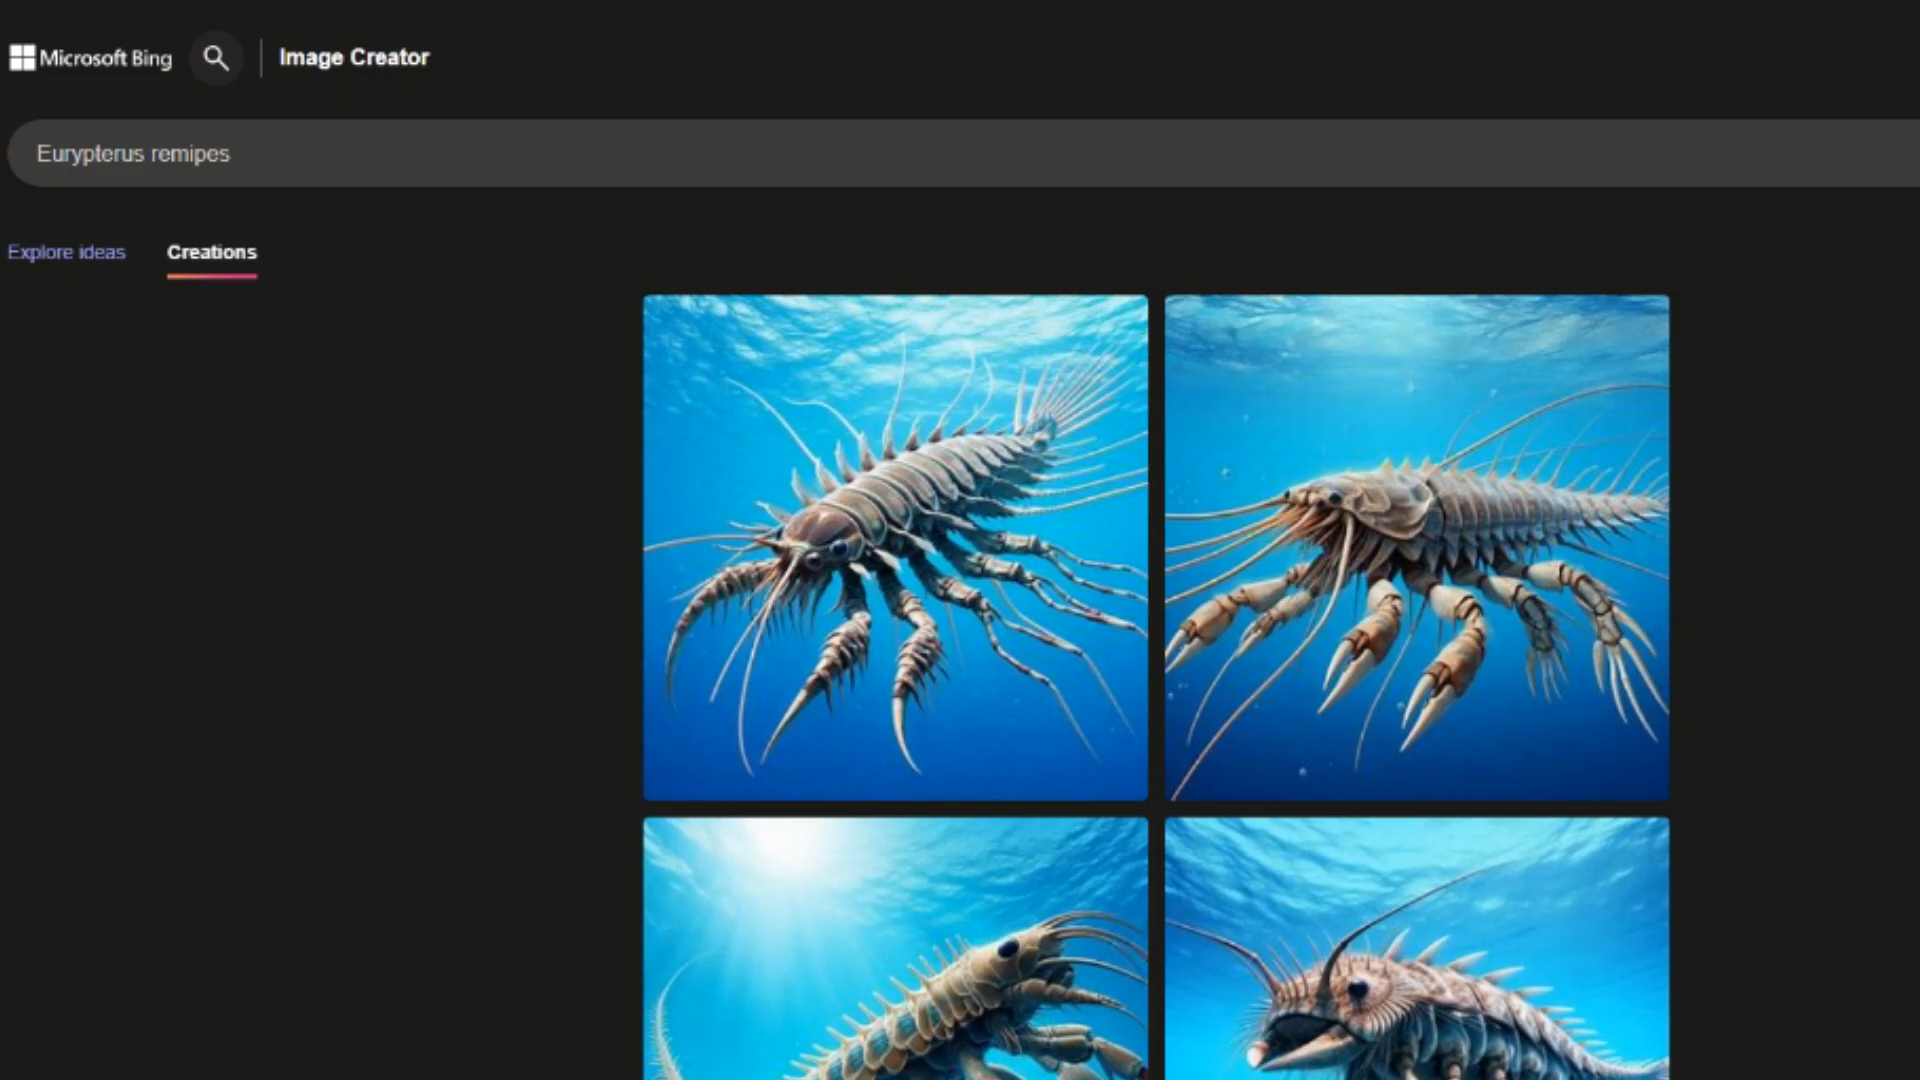 Microsoft Bing
Image Creator
Eurypterus remipes
Explore ideas
Creations